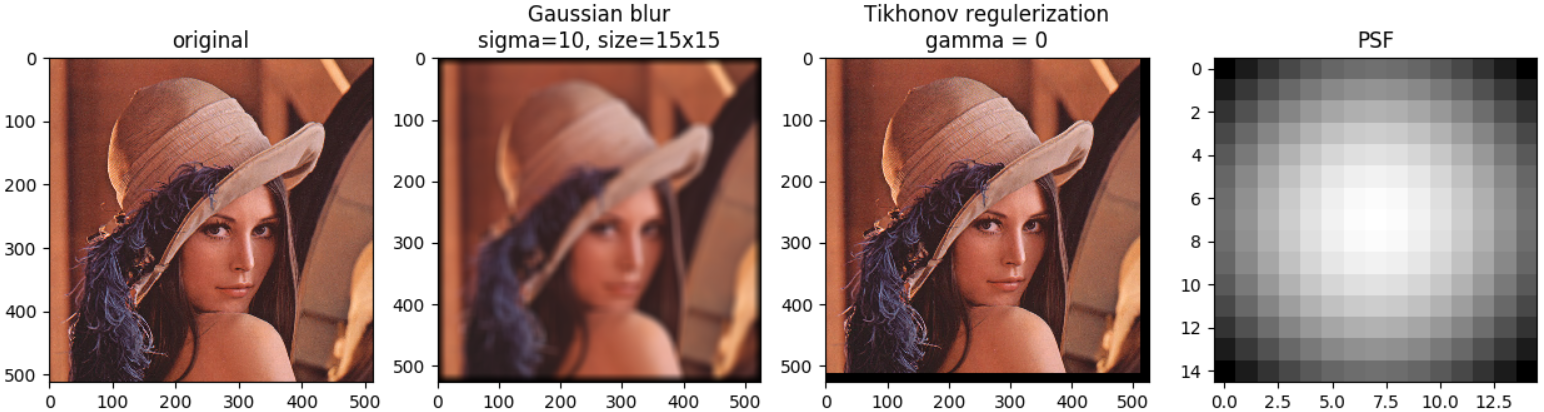 original
Gaussian blur
sigma=10, size=15x15
Tikhonov regulerization
gamma = 0
PSF
0
100
200
300
400
500
0 100 200 300 400 500
0
100
200
300
400
500
0 100 200 300 400 500
0
100
200
300
400
500
0 100 200 300 400 500
0
2
4
6
8
10
12
14
0.0 2.5 5.0 7.5 10.0 12.5